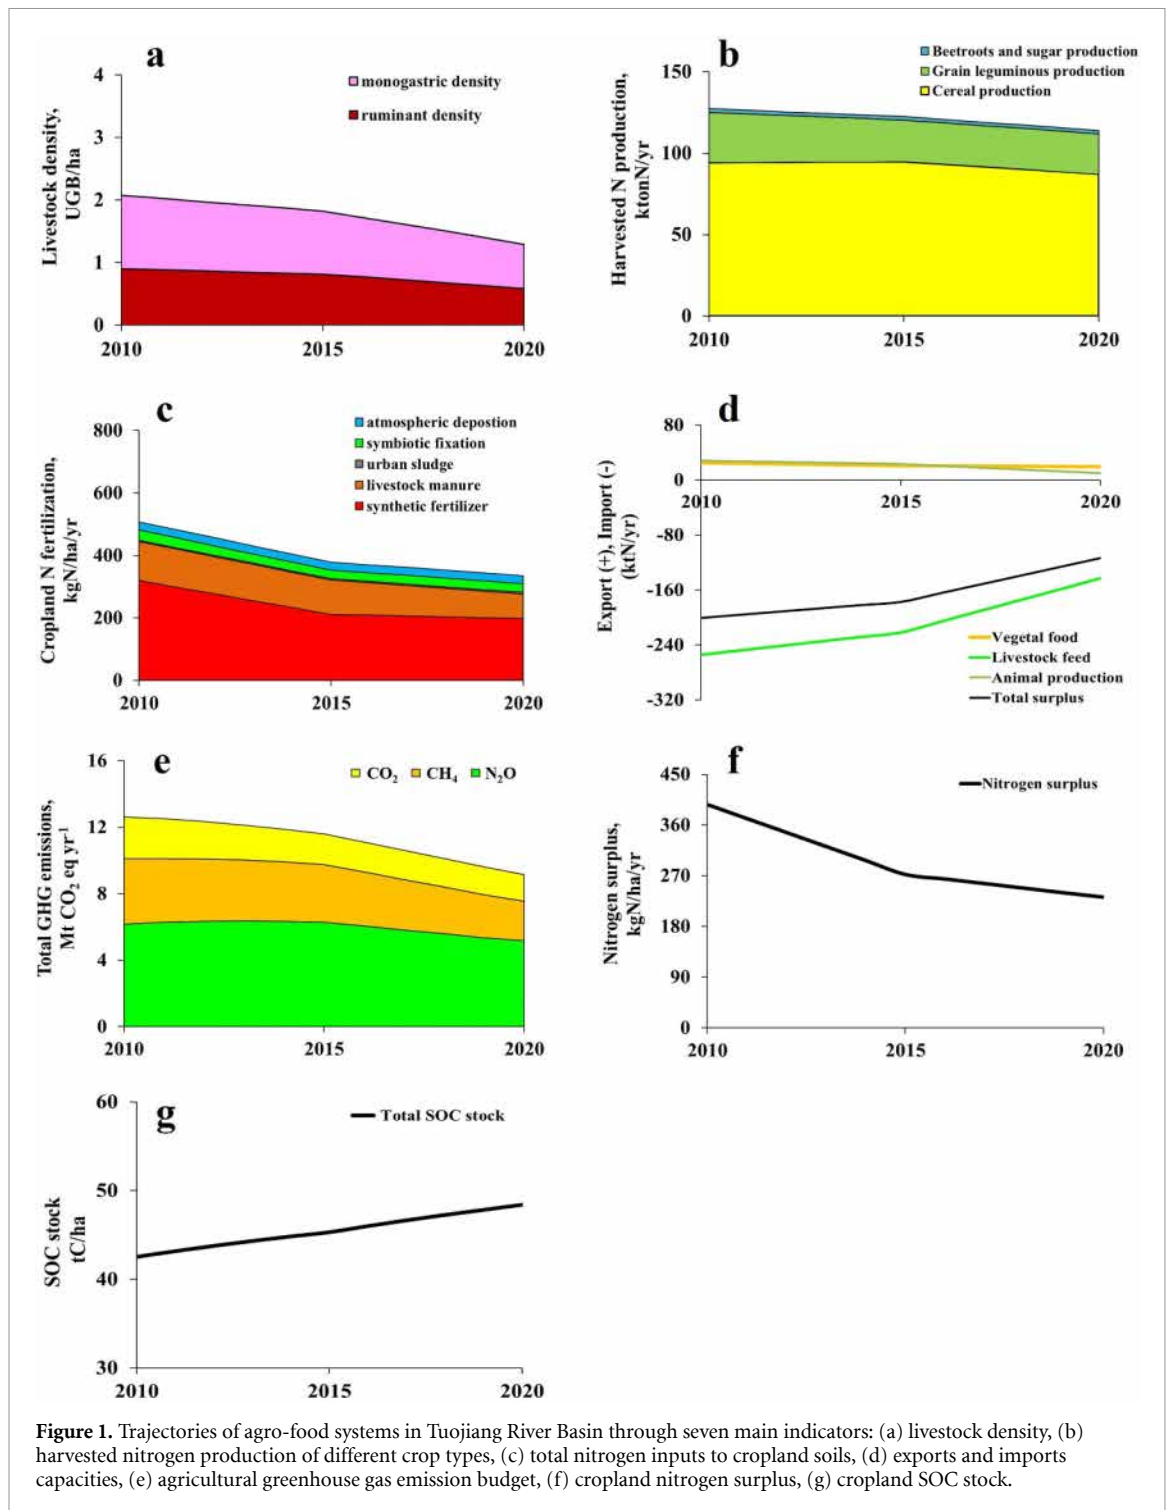 a
monogastric density
ruminant density
Livestock density,
UGB/ha
4
3
2
1
0
2010 2015 2020
b
Beetroots and sugar production
Grain leguminous production
Cereal production
Harvested N production,
ktonN/yr
150
100
50
0
2010 2015 2020
c
atmospheric depostion
symbiotic fixation
urban sludge
livestock manure
synthetic fertilizer
Cropland N fertilization,
kgN/ha/yr
800
600
400
200
0
2010 2015 2020
d
Export (+), Import (-)
(ktN/yr)
80
0
-80
-160
-240
-320
2010 2015 2020
Vegetal food
Livestock feed
Animal production
Total surplus
e
CO2 CH4 N2O
Total GHG emissions,
Mt CO2 eq yr-1
16
12
8
4
0
2010 2015 2020
f
Nitrogen surplus
Nitrogen surplus,
kgN/ha/yr
450
360
270
180
90
0
2010 2015 2020
g
Total SOC stock
SOC stock
tC/ha
60
50
40
30
2010 2015 2020
Figure 1. Trajectories of agro-food systems in Tuojiang River Basin through seven main indicators: (a) livestock density, (b)
harvested nitrogen production of different crop types, (c) total nitrogen inputs to cropland soils, (d) exports and imports
capacities, (e) agricultural greenhouse gas emission budget, (f) cropland nitrogen surplus, (g) cropland SOC stock.